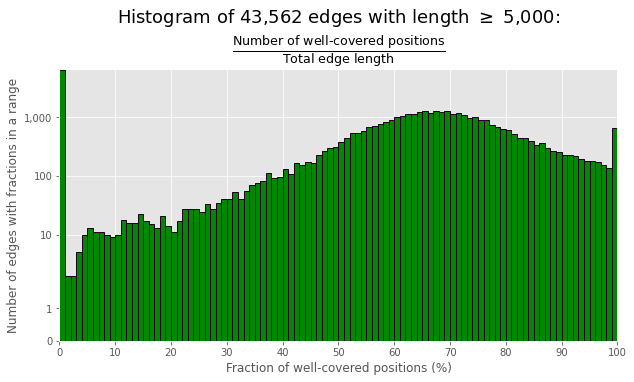 Histogram of 43,562 edges with length ≥ 5,000:
Number of well-covered positions
Total edge length
Number of edges with fractions in a range
1,000
100
10
1
0
0 10 20 30 40 50 60 70 80 90 100
Fraction of well-covered positions (%)